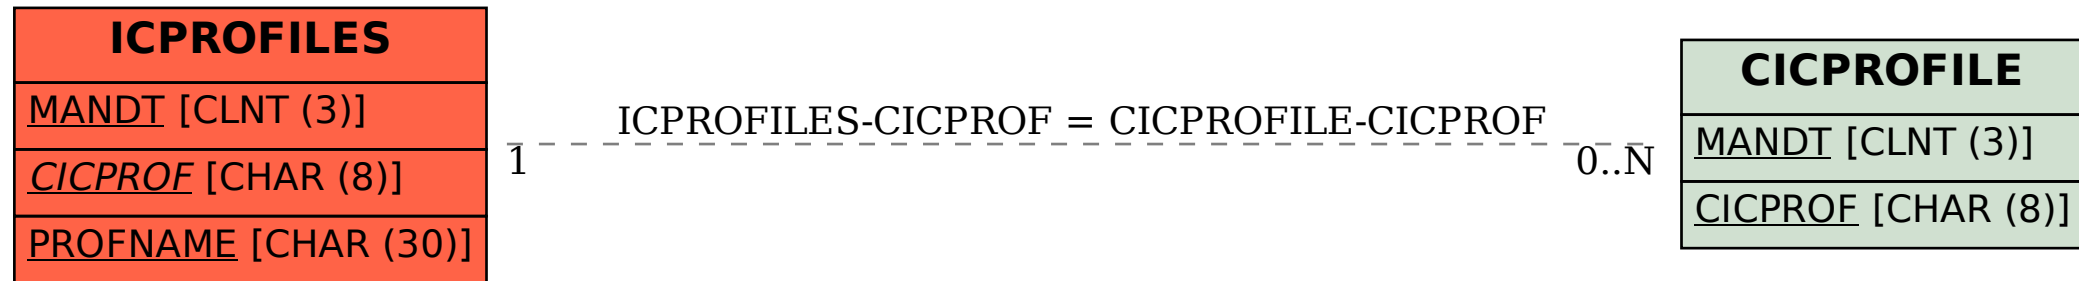 ICPROFILES
MANDT [CLNT (3)]
CICPROF [CHAR (8)]
PROFNAME [CHAR (30)]
ICPROFILES-CICPROF = CICPROFILE-CICPROF
1
0..N
CICPROFILE
MANDT [CLNT (3)]
CICPROF [CHAR (8)]